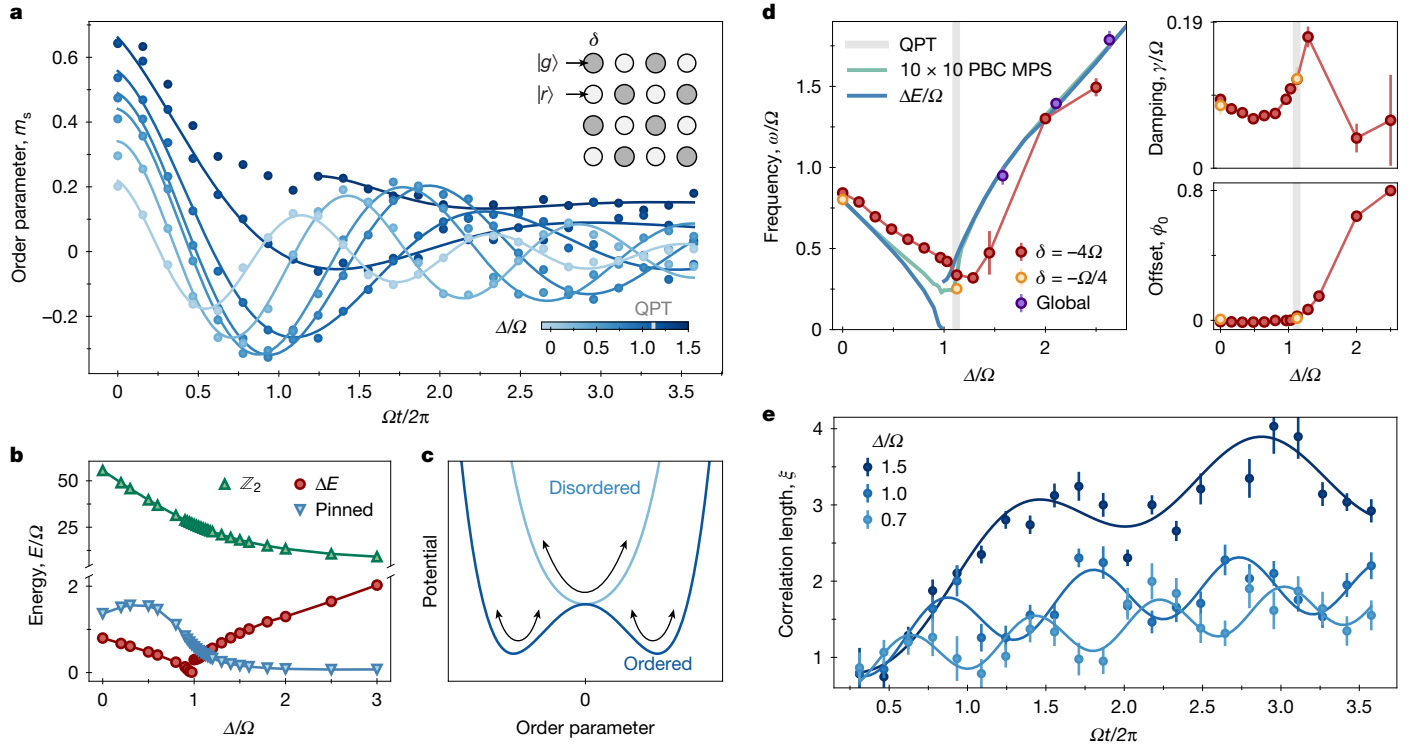 a
Order parameter, mₛ
0.6
0.4
0.2
0
−0.2
0
0.5
1.0
1.5
2.0
2.5
3.0
3.5
Ωt/2π
δ
|g⟩
|r⟩
QPT
Δ/Ω
0
0.5
1.0
1.5
b
Energy, E/Ω
50
25
2
1
0
ℤ₂
ΔE
Pinned
0
1
2
3
Δ/Ω
c
Potential
Disordered
Ordered
0
Order parameter
d
Frequency, ω/Ω
1.5
1.0
0.5
0
QPT
10 × 10 PBC MPS
ΔE/Ω
δ = −4Ω
δ = −Ω/4
Global
0
1
2
Δ/Ω
Damping, γ/Ω
0.19
0
Offset, ϕ₀
0.8
0
0
1
2
Δ/Ω
e
Correlation length, ξ
4
3
2
1
Δ/Ω
1.5
1.0
0.7
0.5
1.0
1.5
2.0
2.5
3.0
3.5
Ωt/2π